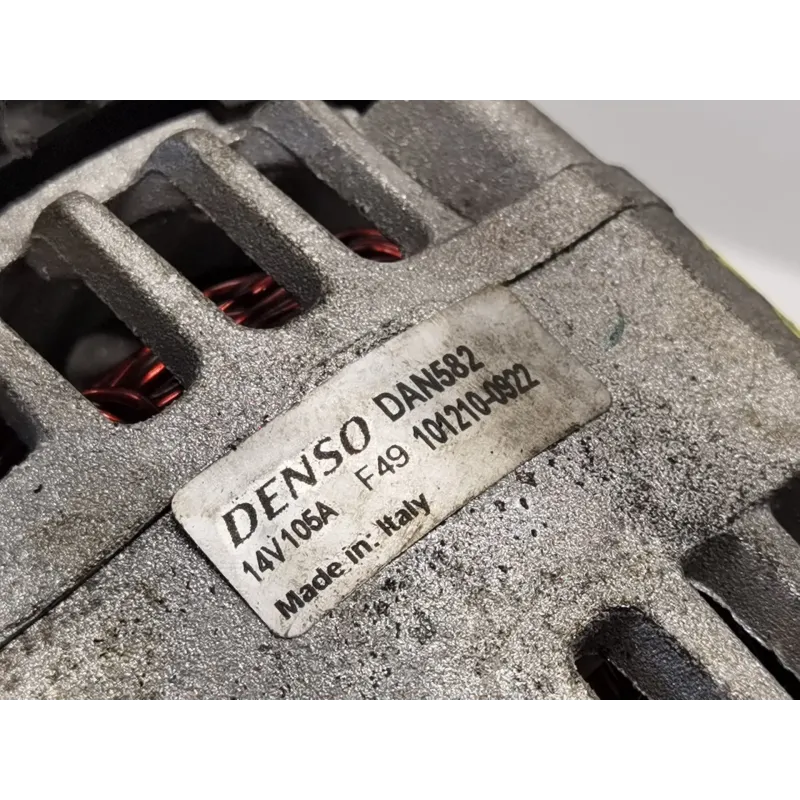 DENSO DAN582
14V105A F49 101210-0922
Made in: Italy